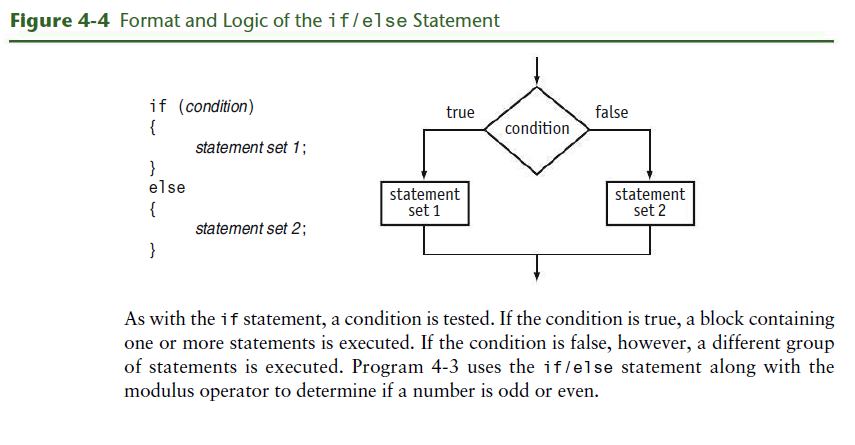 Figure 4-4 Format and Logic of the if/else Statement
if (condition)
{
statement set 1;
}
else
{
statement set 2;
}
true
false
condition
statement
set 1
statement
set 2
As with the if statement, a condition is tested. If the condition is true, a block containing
one or more statements is executed. If the condition is false, however, a different group
of statements is executed. Program 4-3 uses the if/else statement along with the
modulus operator to determine if a number is odd or even.